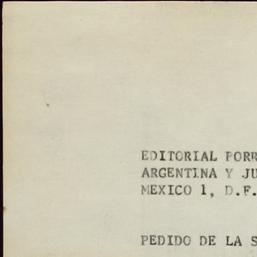 EDITORIAL PORR
ARGENTINA Y JU
MEXICO 1, D.F.
PEDIDO DE LA S